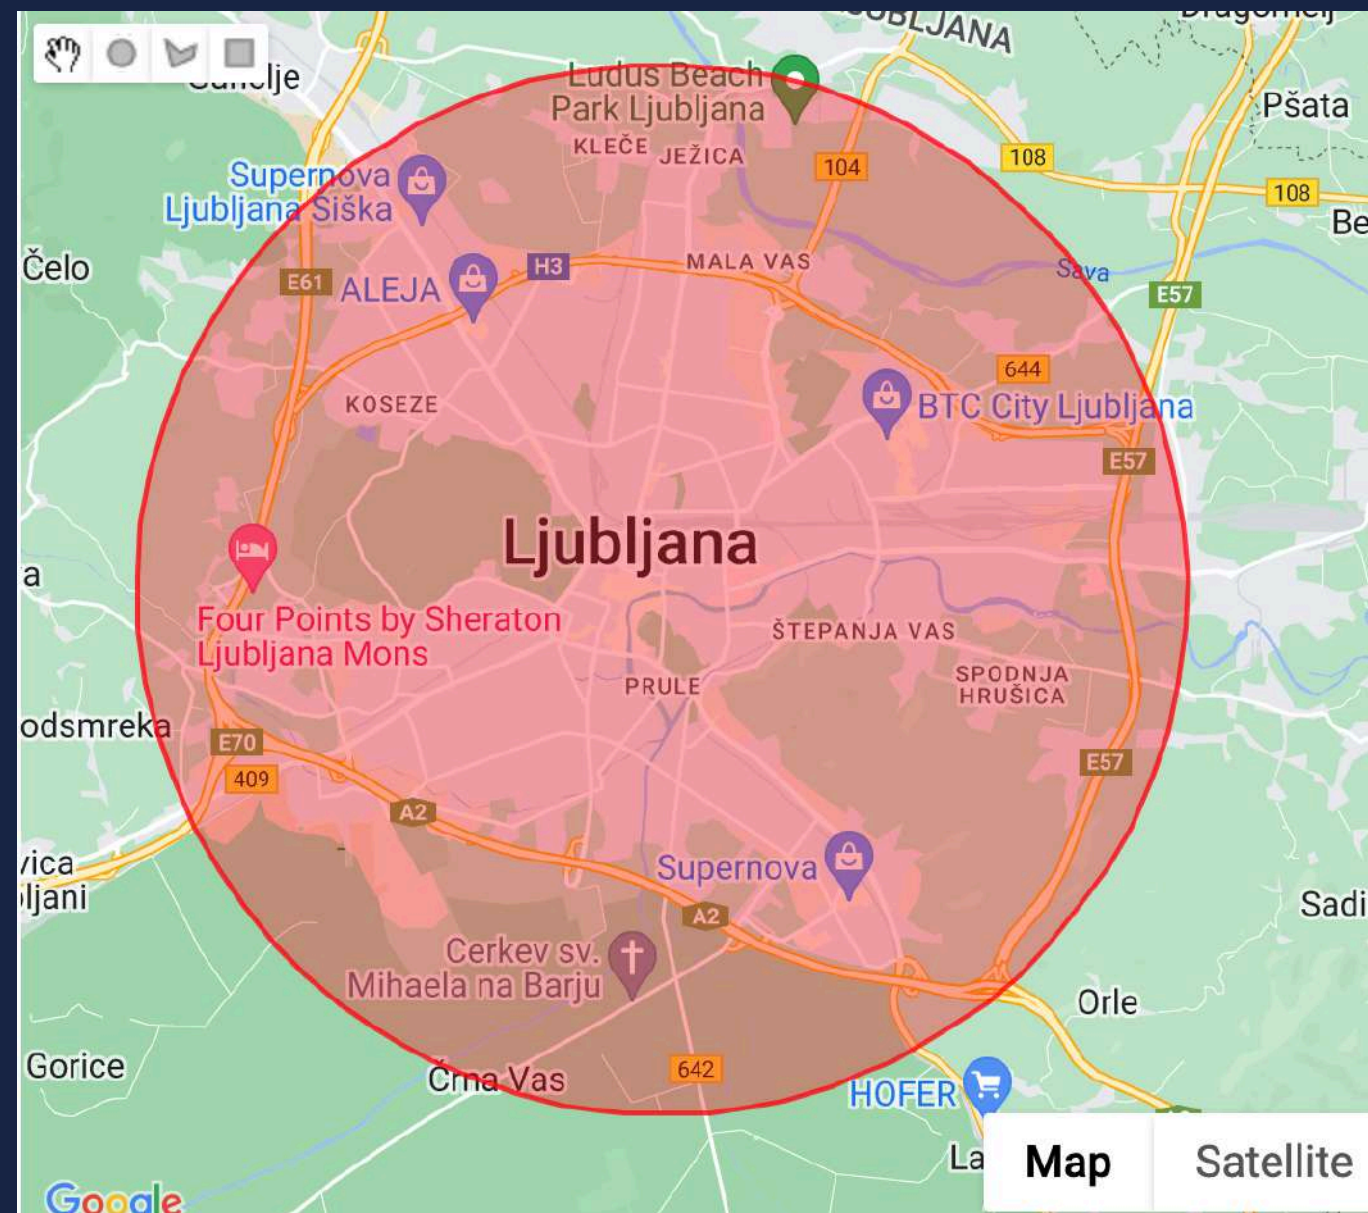 Ludus Beach
Park Ljubljana
KLEČE
JEŽICA
Pšata
108
104
108
Supernova
Ljubljana Šiška
Čelo
H3
MALA VAS
Sava
E61
ALEJA
E57
644
KOSEZE
BTC City Ljubljana
E57
Ljubljana
Four Points by Sheraton
Ljubljana Mons
ŠTEPANJA VAS
PRULE
SPODNJA
HRUŠICA
E70
409
E57
A2
Supernova
A2
Sadi
Cerkev sv.
Mihaela na Barju
Orle
Gorice
Črna Vas
642
HOFER
Map
Satellite
Google